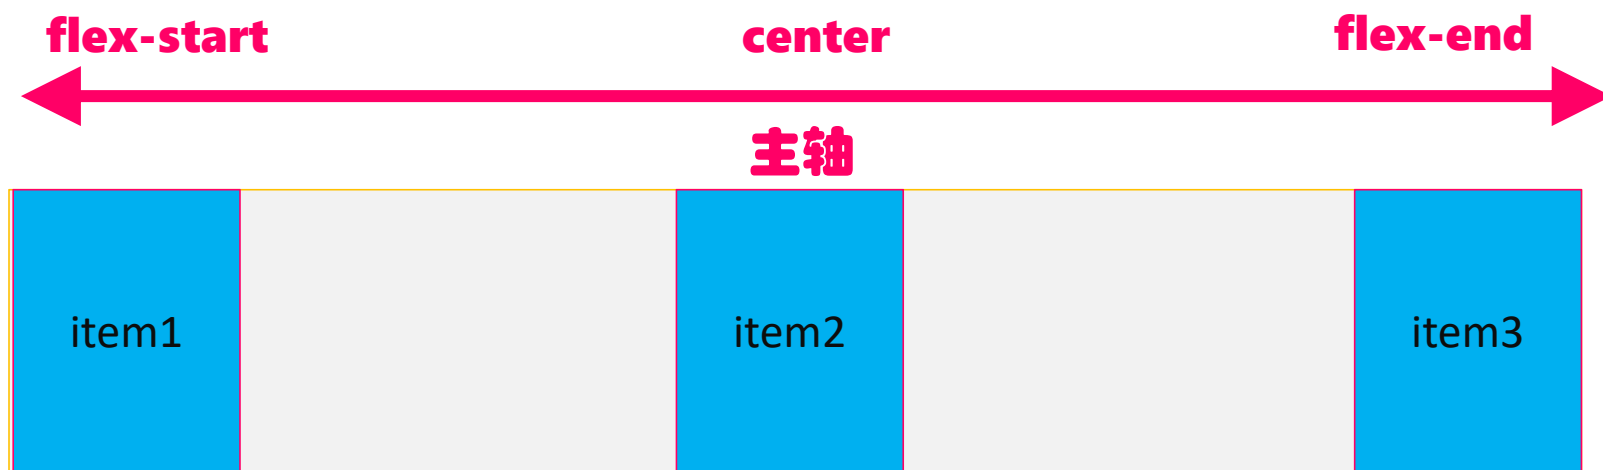 flex-start center flex-end
主轴
item1 item2 item3